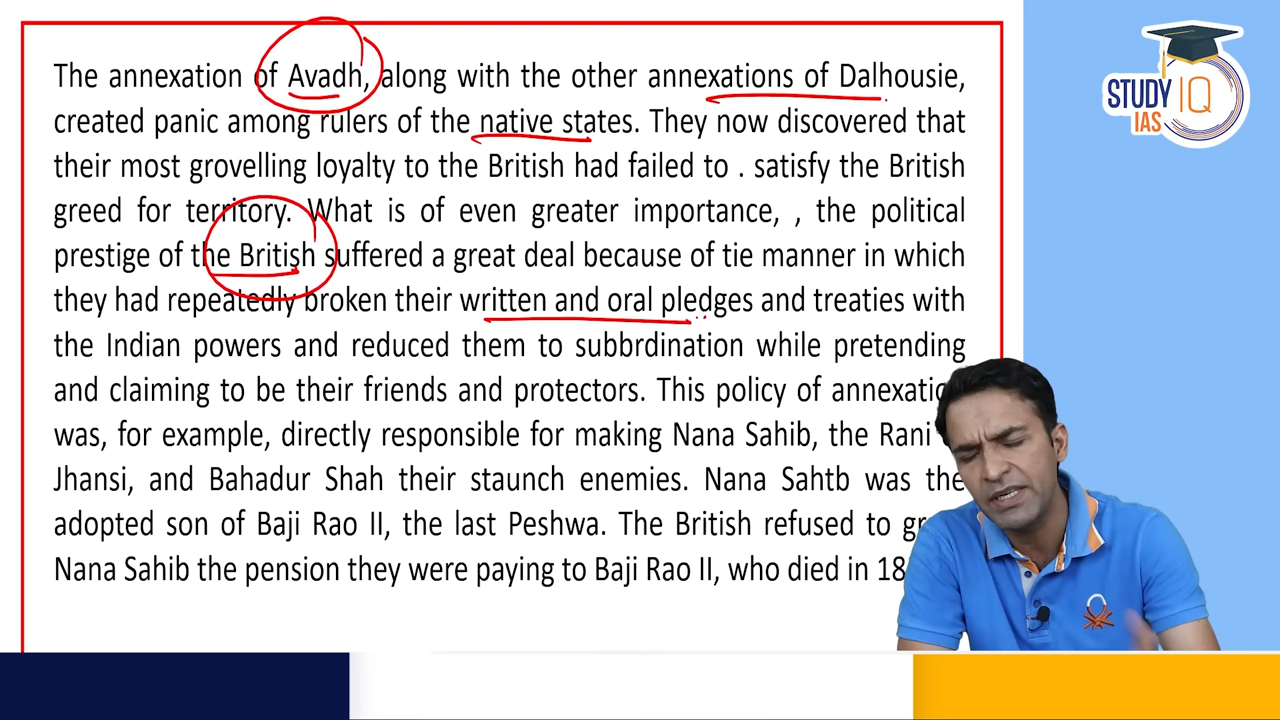 The annexation of Avadh, along with the other annexations of Dalhousie,
created panic among rulers of the native states. They now discovered that
their most grovelling loyalty to the British had failed to . satisfy the British
greed for territory. What is of even greater importance, , the political
prestige of the British suffered a great deal because of tie manner in which
they had repeatedly broken their written and oral pledges and treaties with
the Indian powers and reduced them to subbrdination while pretending
and claiming to be their friends and protectors. This policy of annexatio
was, for example, directly responsible for making Nana Sahib, the Rani
Jhansi, and Bahadur Shah their staunch enemies. Nana Sahtb was the
adopted son of Baji Rao II, the last Peshwa. The British refused to
Nana Sahib the pension they were paying to Baji Rao II, who died in 18
STUDY IQ
IAS